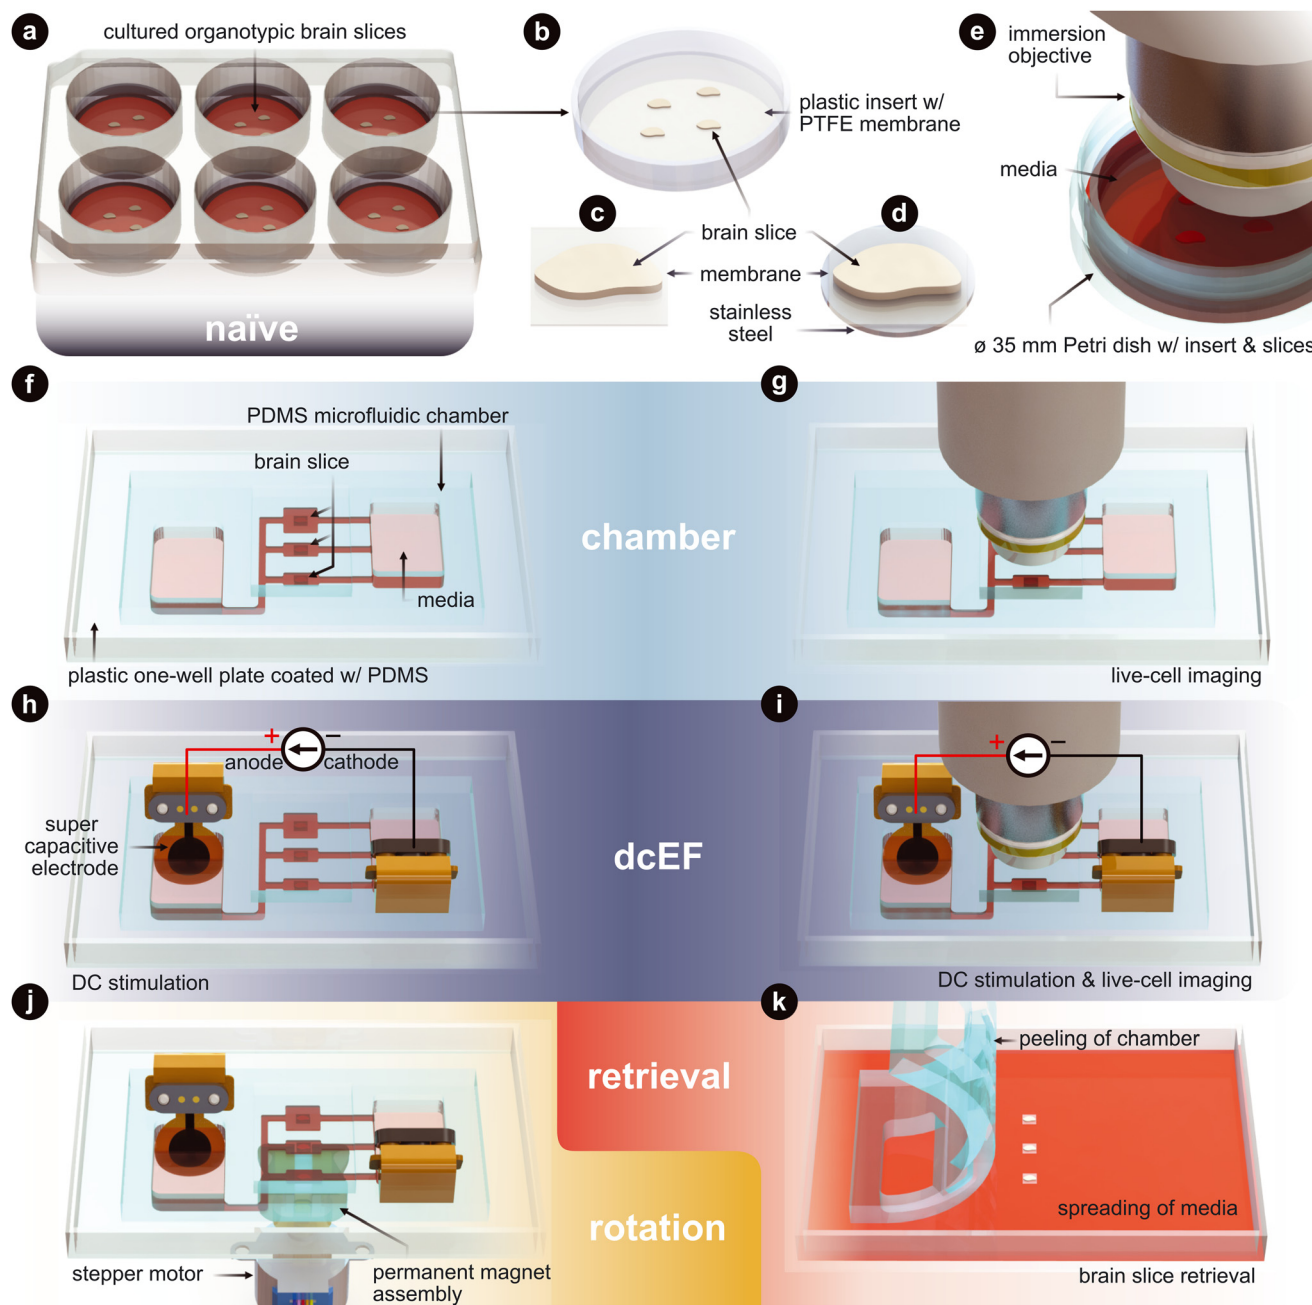 a
cultured organotypic brain slices
naïve
b
plastic insert w/
PTFE membrane
c
d
brain slice
membrane
stainless
steel
e
immersion
objective
media
ø 35 mm Petri dish w/ insert & slices
f
PDMS microfluidic chamber
brain slice
media
plastic one-well plate coated w/ PDMS
chamber
g
live-cell imaging
h
+
−
anode
cathode
super
capacitive
electrode
DC stimulation
dcEF
i
+
−
DC stimulation & live-cell imaging
j
stepper motor
permanent magnet
assembly
retrieval
rotation
k
peeling of chamber
spreading of media
brain slice retrieval